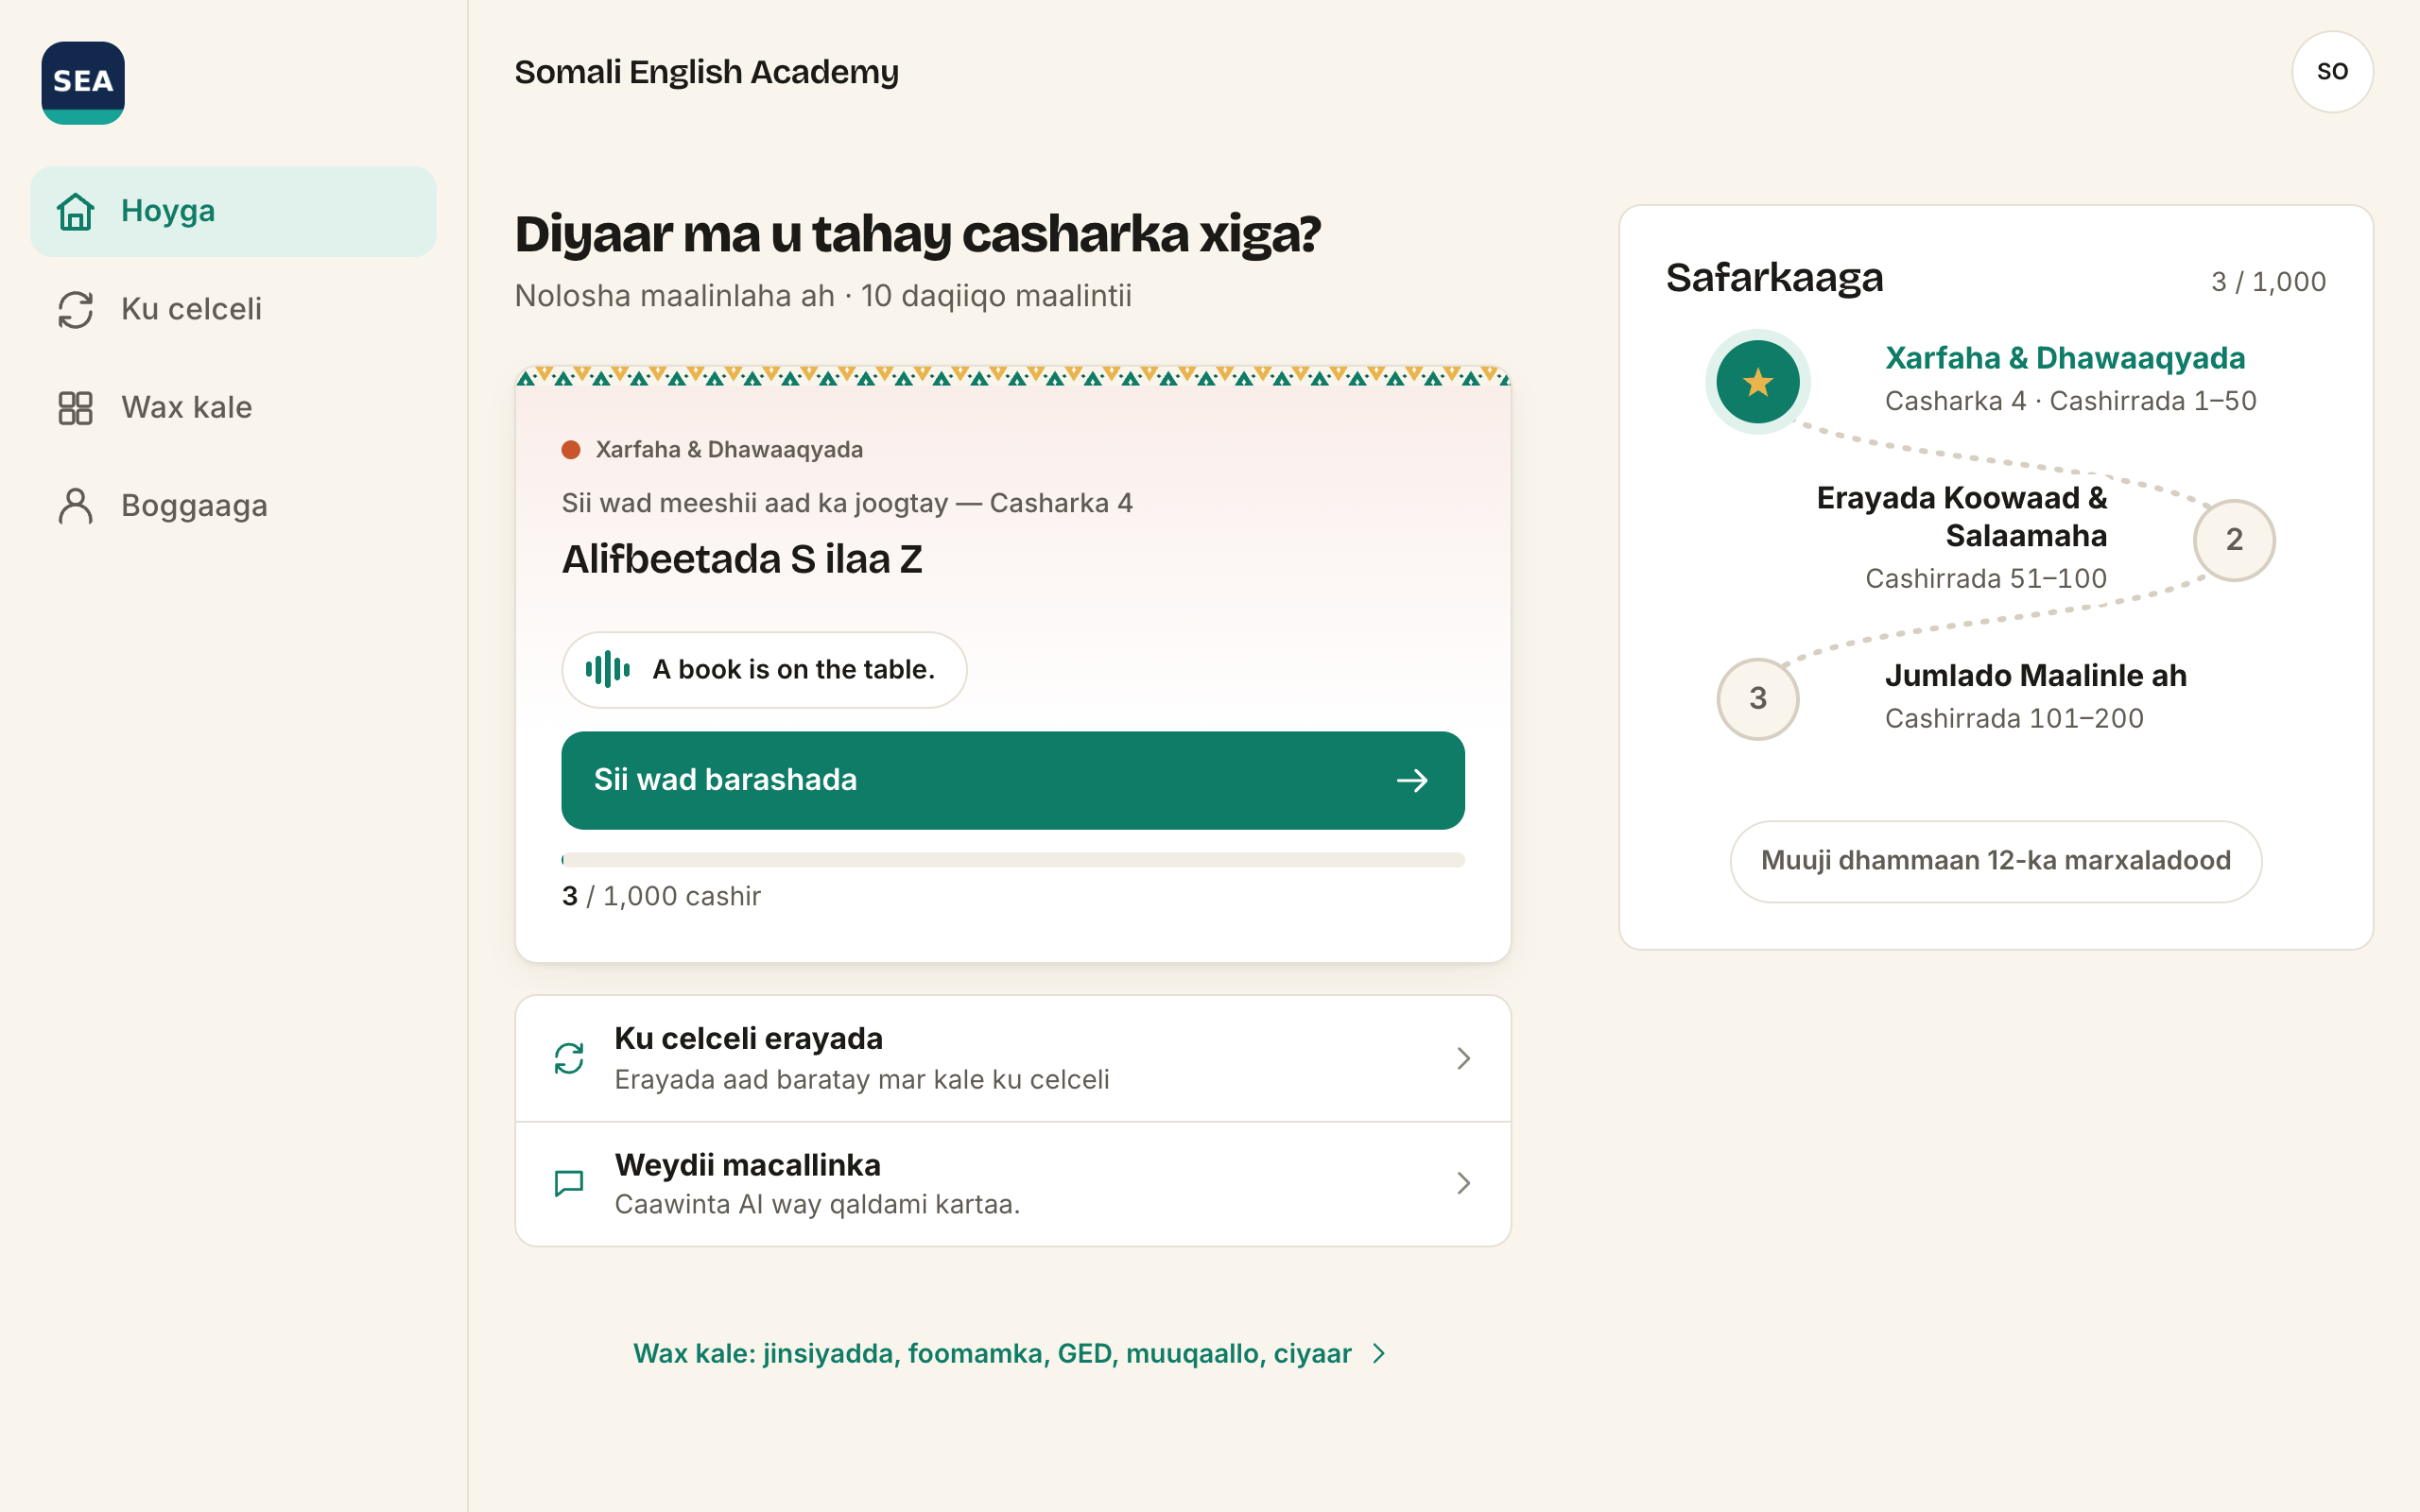 SEA
Hoyga
Ku celceli
Wax kale
Boggaaga
Somali English Academy
SO
Diyaar ma u tahay casharka xiga?
Nolosha maalinlaha ah · 10 daqiiqo maalintii
Xarfaha & Dhawaaqyada
Sii wad meeshii aad ka joogtay — Casharka 4
Alifbeetada S ilaa Z
A book is on the table.
Sii wad barashada
3 / 1,000 cashir
Ku celceli erayada
Erayada aad baratay mar kale ku celceli
Weydii macallinka
Caawinta AI way qaldami kartaa.
Wax kale: jinsiyadda, foomamka, GED, muuqaallo, ciyaar
Safarkaaga
3 / 1,000
Xarfaha & Dhawaaqyada
Casharka 4 · Cashirrada 1–50
Erayada Koowaad &
Salaamaha
Cashirrada 51–100
2
3
Jumlado Maalinle ah
Cashirrada 101–200
Muuji dhammaan 12-ka marxaladood